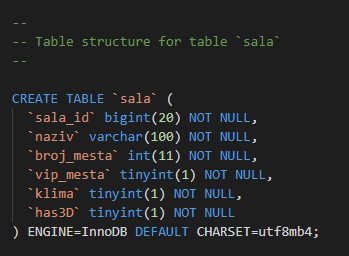 --
-- Table structure for table `sala`
--
CREATE TABLE `sala` (
`sala_id` bigint(20) NOT NULL,
`naziv` varchar(100) NOT NULL,
`broj_mesta` int(11) NOT NULL,
`vip_mesta` tinyint(1) NOT NULL,
`klima` tinyint(1) NOT NULL,
`has3D` tinyint(1) NOT NULL
) ENGINE=InnoDB DEFAULT CHARSET=utf8mb4;